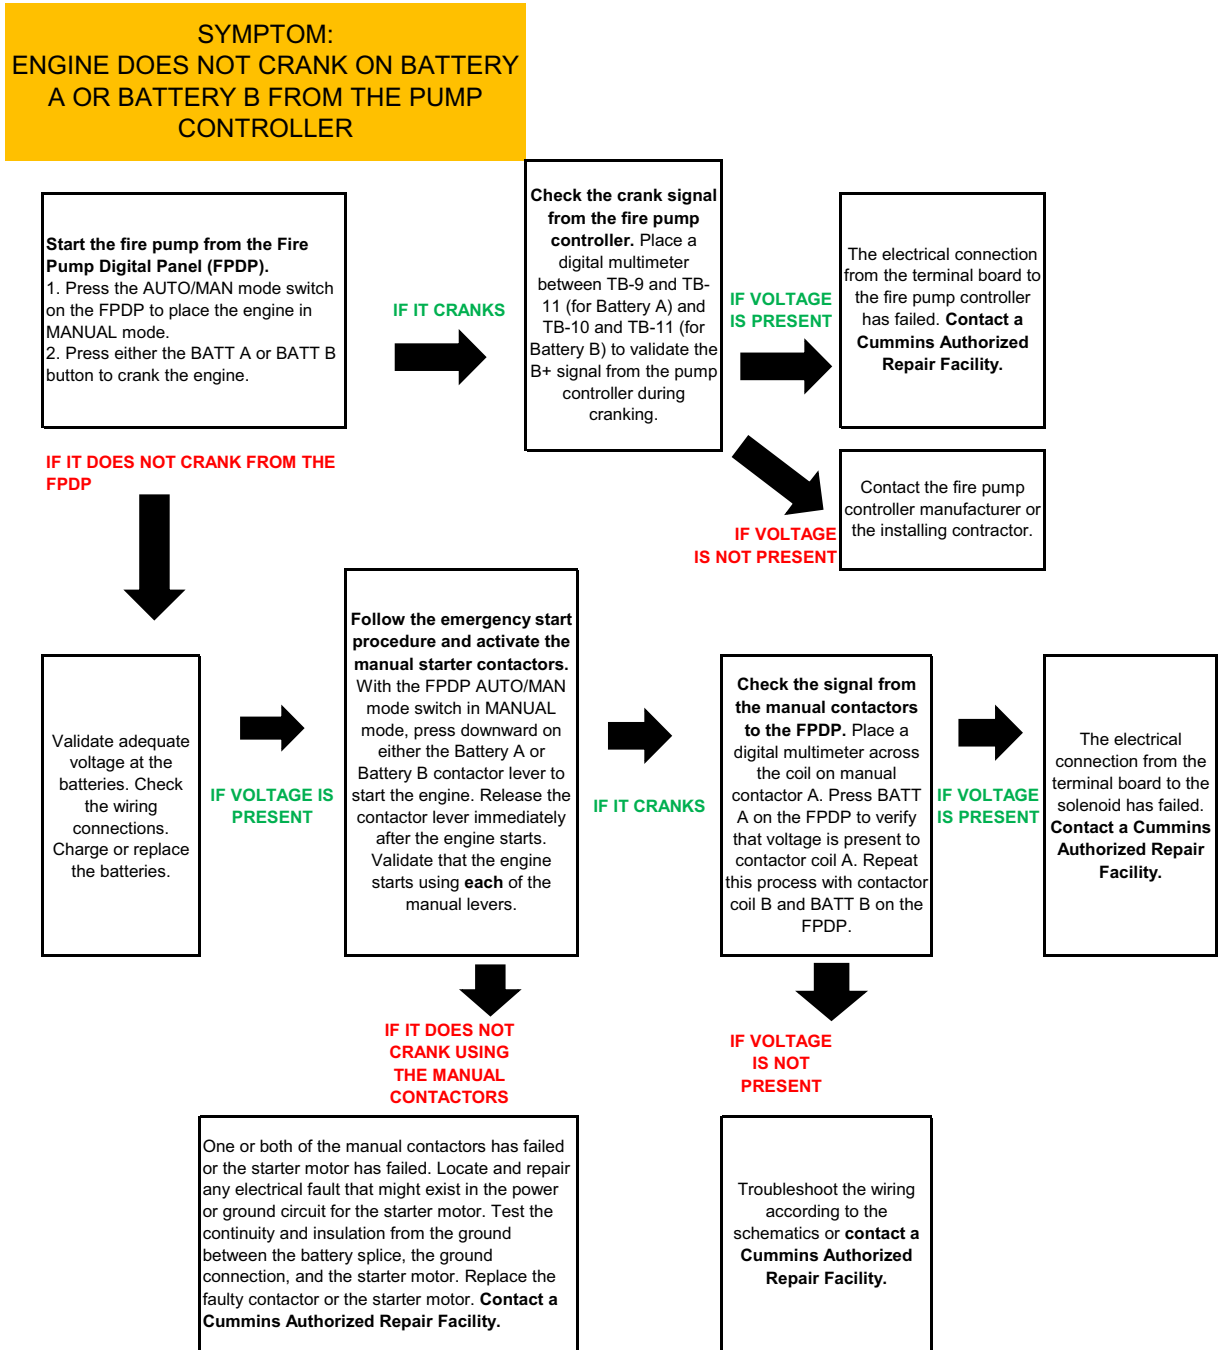 SYMPTOM:
ENGINE DOES NOT CRANK ON BATTERY
A OR BATTERY B FROM THE PUMP
CONTROLLER
Start the fire pump from the Fire
Pump Digital Panel (FPDP).
1. Press the AUTO/MAN mode switch
on the FPDP to place the engine in
MANUAL mode.
2. Press either the BATT A or BATT B
button to crank the engine.
IF IT CRANKS
Check the crank signal
from the fire pump
controller. Place a
digital multimeter
between TB-9 and TB-
11 (for Battery A) and
TB-10 and TB-11 (for
Battery B) to validate the
B+ signal from the pump
controller during
cranking.
IF VOLTAGE
IS PRESENT
The electrical connection
from the terminal board to
the fire pump controller
has failed. Contact a
Cummins Authorized
Repair Facility.
IF VOLTAGE
IS NOT PRESENT
Contact the fire pump
controller manufacturer or
the installing contractor.
IF IT DOES NOT CRANK FROM THE
FPDP
Validate adequate
voltage at the
batteries. Check
the wiring
connections.
Charge or replace
the batteries.
IF VOLTAGE IS
PRESENT
Follow the emergency start
procedure and activate the
manual starter contactors.
With the FPDP AUTO/MAN
mode switch in MANUAL
mode, press downward on
either the Battery A or
Battery B contactor lever to
start the engine. Release the
contactor lever immediately
after the engine starts.
Validate that the engine
starts using each of the
manual levers.
IF IT CRANKS
Check the signal from
the manual contactors
to the FPDP. Place a
digital multimeter across
the coil on manual
contactor A. Press BATT
A on the FPDP to verify
that voltage is present to
contactor coil A. Repeat
this process with contactor
coil B and BATT B on the
FPDP.
IF VOLTAGE
IS PRESENT
The electrical
connection from the
terminal board to the
solenoid has failed.
Contact a Cummins
Authorized Repair
Facility.
IF IT DOES NOT
CRANK USING
THE MANUAL
CONTACTORS
One or both of the manual contactors has failed
or the starter motor has failed. Locate and repair
any electrical fault that might exist in the power
or ground circuit for the starter motor. Test the
continuity and insulation from the ground
between the battery splice, the ground
connection, and the starter motor. Replace the
faulty contactor or the starter motor. Contact a
Cummins Authorized Repair Facility.
IF VOLTAGE
IS NOT
PRESENT
Troubleshoot the wiring
according to the
schematics or contact a
Cummins Authorized
Repair Facility.